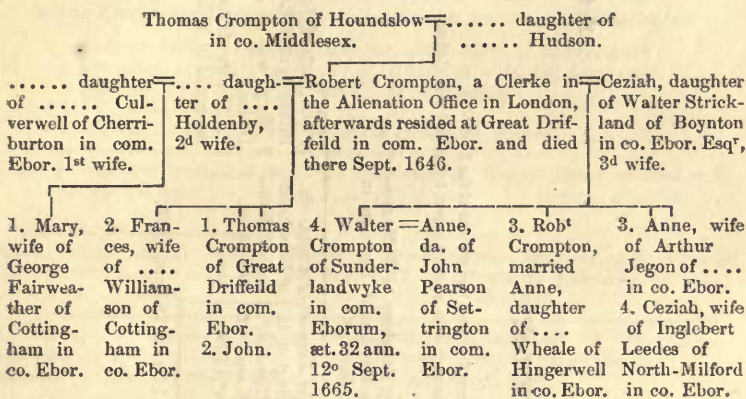 Thomas Crompton of Houndslow = ...... daughter of
in co. Middlesex. ...... Hudson.
...... daughter
of ...... Cul-
verwell of Cherri-
burton in com.
Ebor. 1st wife.
= .... daugh-
ter of ....
Holdenby,
2d wife.
= Robert Crompton, a Clerke in
the Alienation Office in London,
afterwards resided at Great Drif-
feild in com. Ebor. and died
there Sept. 1646.
= Ceziah, daughter
of Walter Strick-
land of Boynton
in co. Ebor. Esqr,
3d wife.
1. Mary,
wife of
George
Fairwea-
ther of
Cotting-
ham in
co. Ebor.
2. Fran-
ces, wife
of ....
William-
son of
Cotting-
ham in
co. Ebor.
1. Thomas
Crompton
of Great
Driffeild
in com.
Ebor.
2. John.
4. Walter
Crompton
of Sunder-
landwyke
in com.
Eborum,
æt. 32 ann.
12o Sept.
1665.
= Anne,
da. of
John
Pearson
of Set-
trington
in com.
Ebor.
3. Robt
Crompton,
married
Anne,
daughter
of ....
Wheale of
Hingerwell
in co. Ebor.
3. Anne, wife
of Arthur
Jegon of ....
in co. Ebor.
4. Ceziah, wife
of Inglebert
Leedes of
North-Milford
in co. Ebor.